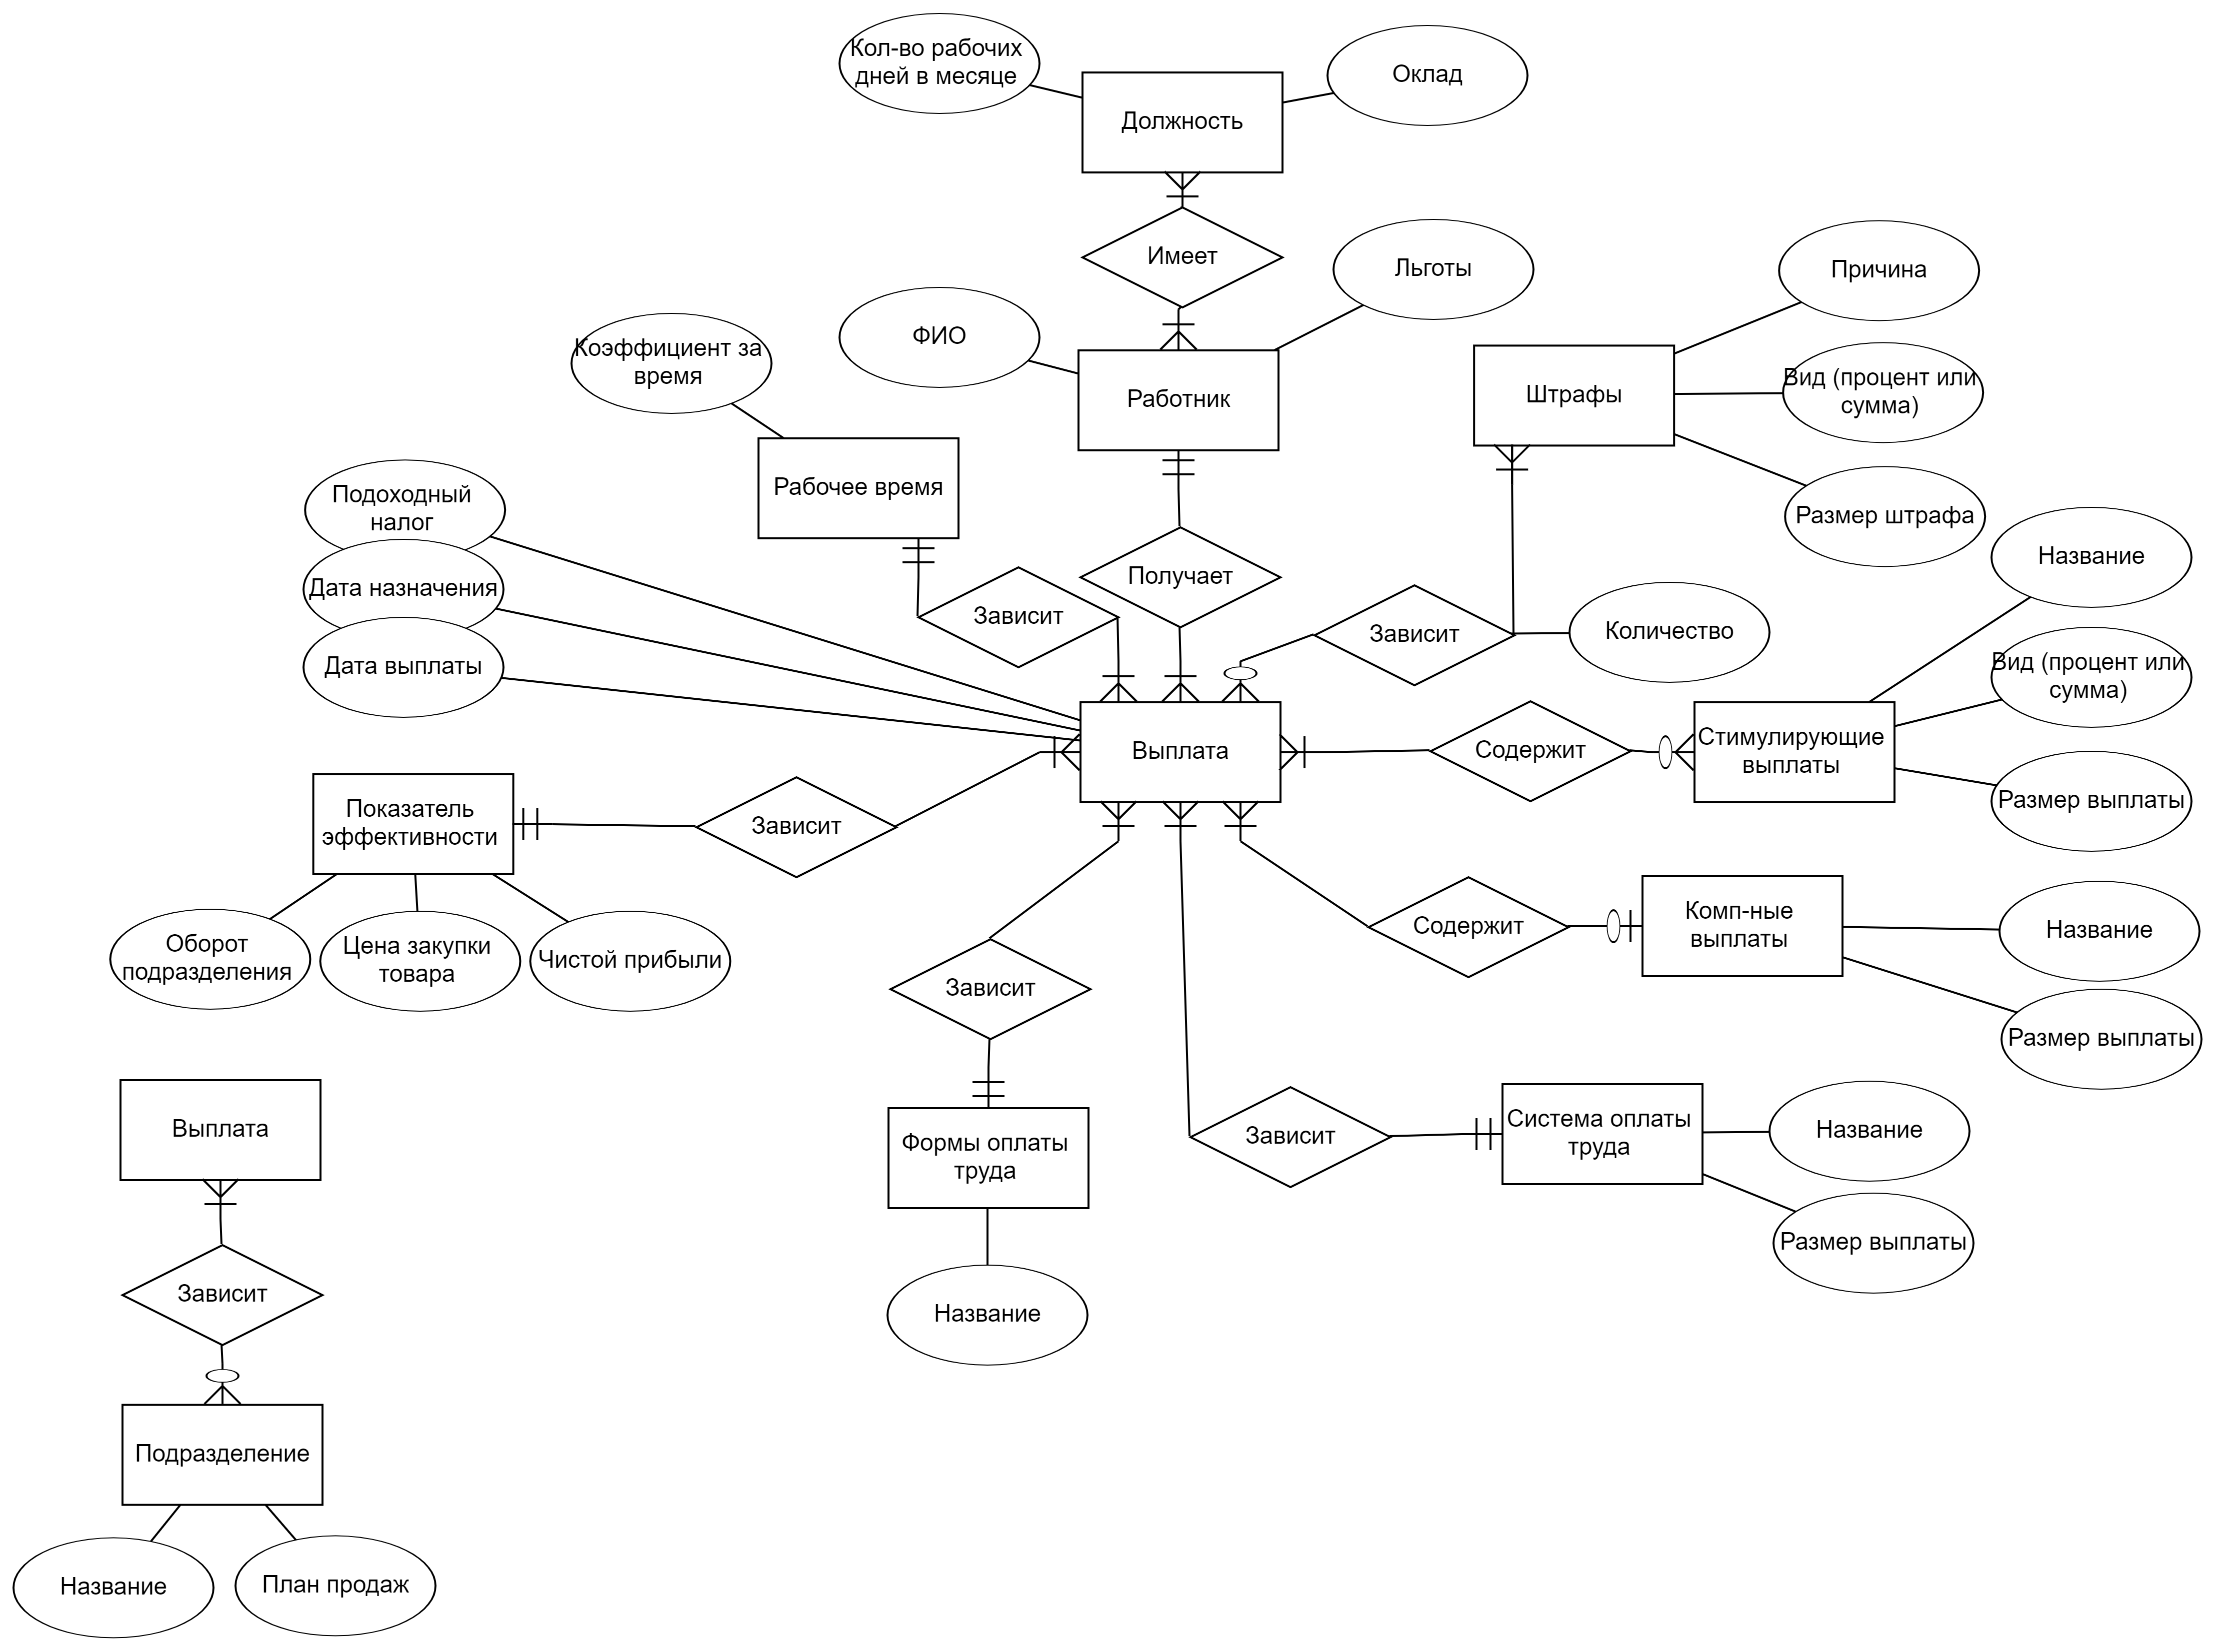 Кол-во рабочих
дней в месяце
Оклад
Должность
Имеет
Льготы
Причина
ФИО
Коэффициент за
время
Работник
Штрафы
Вид (процент или
сумма)
Рабочее время
Подоходный
налог
Размер штрафа
Название
Дата назначения
Зависит
Получает
Зависит
Количество
Дата выплаты
Вид (процент или
сумма)
Выплата
Содержит
Стимулирующие
выплаты
Размер выплаты
Показатель
эффективности
Зависит
Комп-ные
выплаты
Содержит
Название
Оборот
подразделения
Цена закупки
товара
Чистой прибыли
Зависит
Размер выплаты
Выплата
Формы оплаты
труда
Зависит
Система оплаты
труда
Название
Размер выплаты
Зависит
Название
Подразделение
Название
План продаж